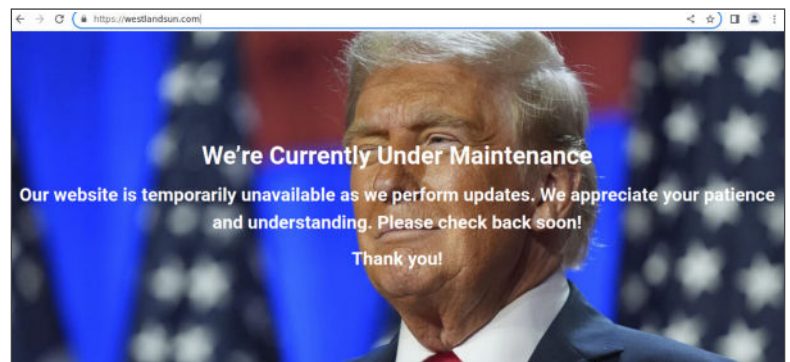 https://westlandsun.com
We're Currently Under Maintenance
Our website is temporarily unavailable as we perform updates. We appreciate your patience
and understanding. Please check back soon!
Thank you!